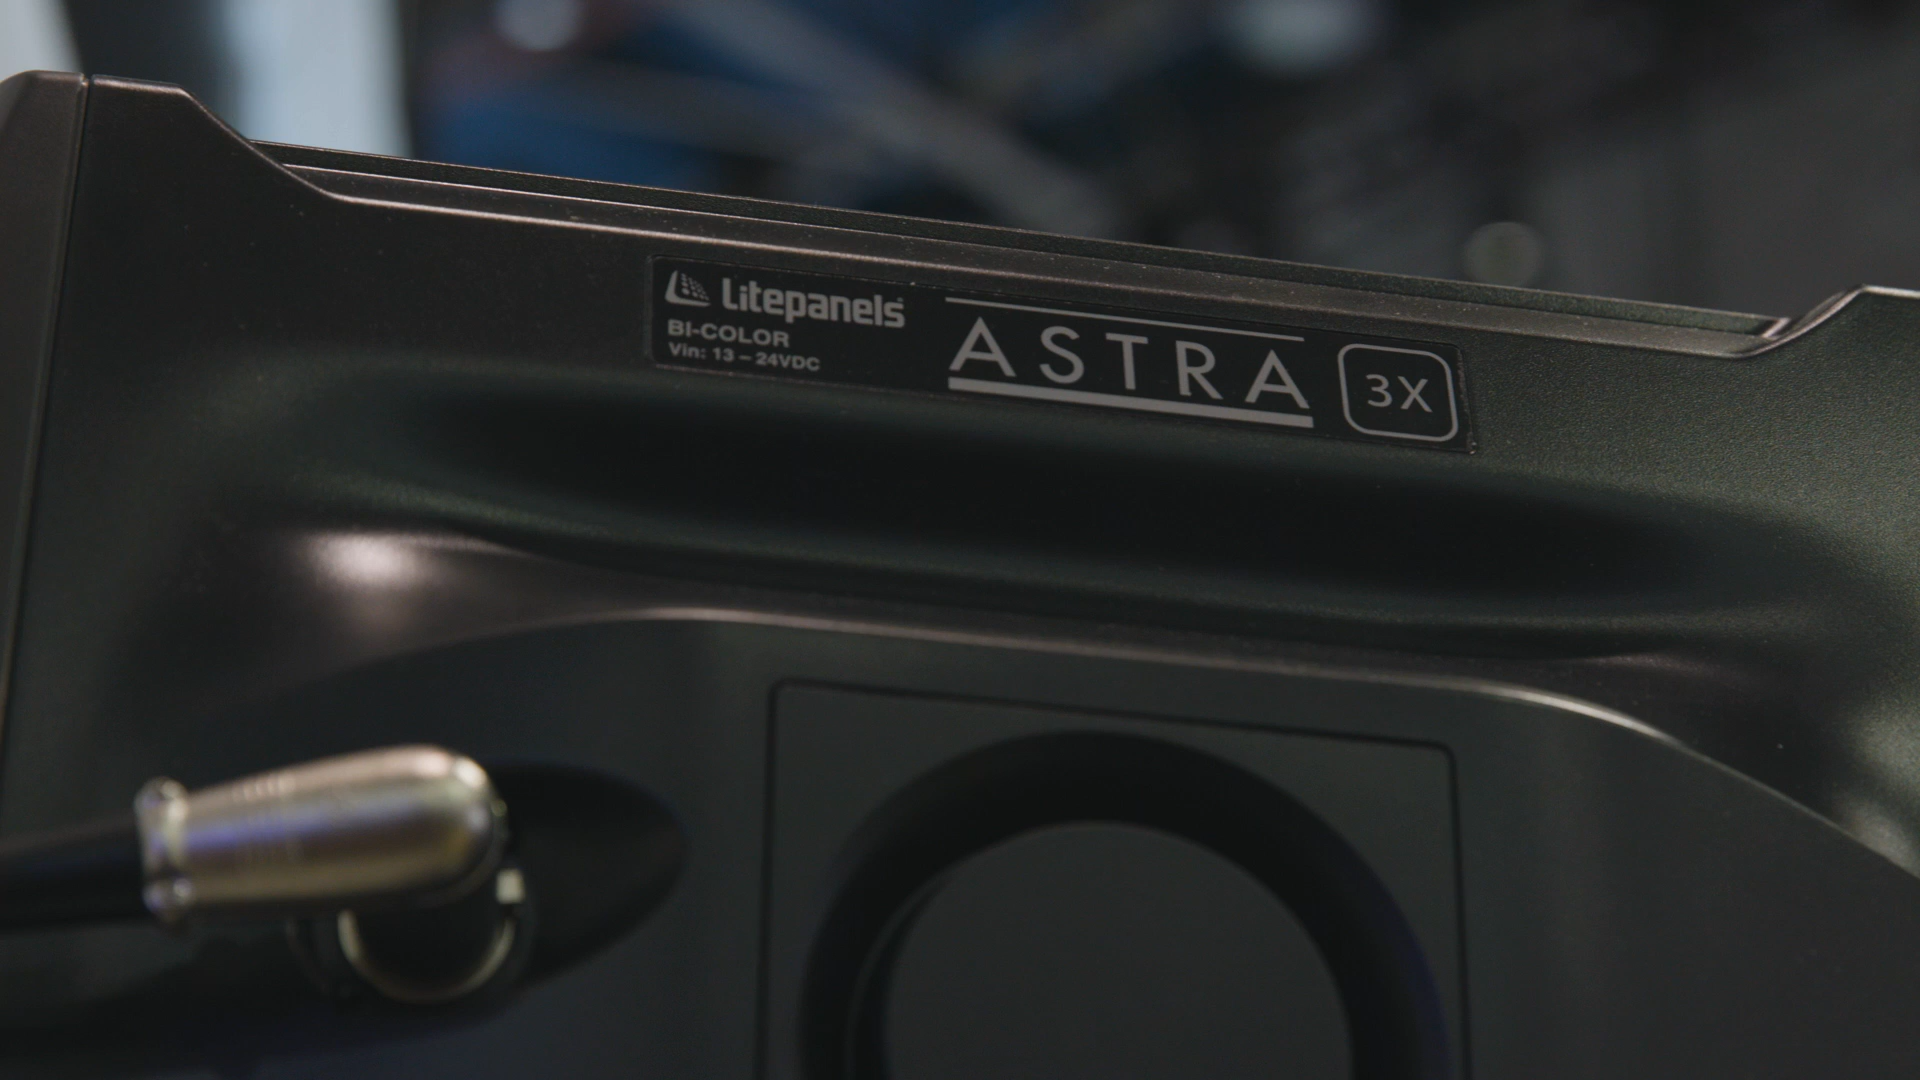 Litepanels
BI-COLOR
Vin: 13 – 24VDC
ASTRA
3X